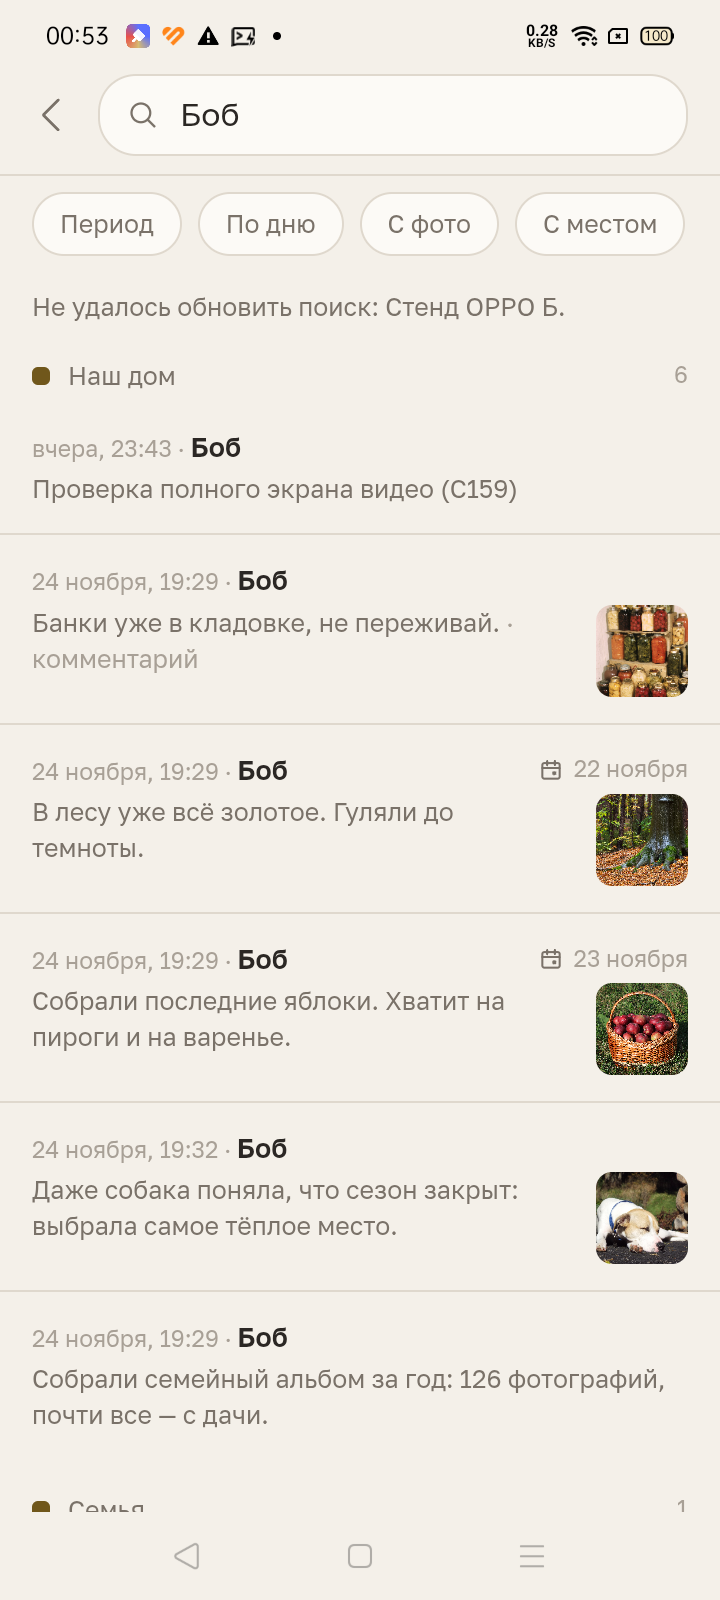 00:53
0.28 KB/S
100
Боб
Период
По дню
С фото
С местом
Не удалось обновить поиск: Стенд OPPO Б.
Наш дом
6
вчера, 23:43 · Боб
Проверка полного экрана видео (С159)
24 ноября, 19:29 · Боб
Банки уже в кладовке, не переживай. ·
комментарий
24 ноября, 19:29 · Боб
22 ноября
В лесу уже всё золотое. Гуляли до
темноты.
24 ноября, 19:29 · Боб
23 ноября
Собрали последние яблоки. Хватит на
пироги и на варенье.
24 ноября, 19:32 · Боб
Даже собака поняла, что сезон закрыт:
выбрала самое тёплое место.
24 ноября, 19:29 · Боб
Собрали семейный альбом за год: 126 фотографий,
почти все — с дачи.
Семья
1